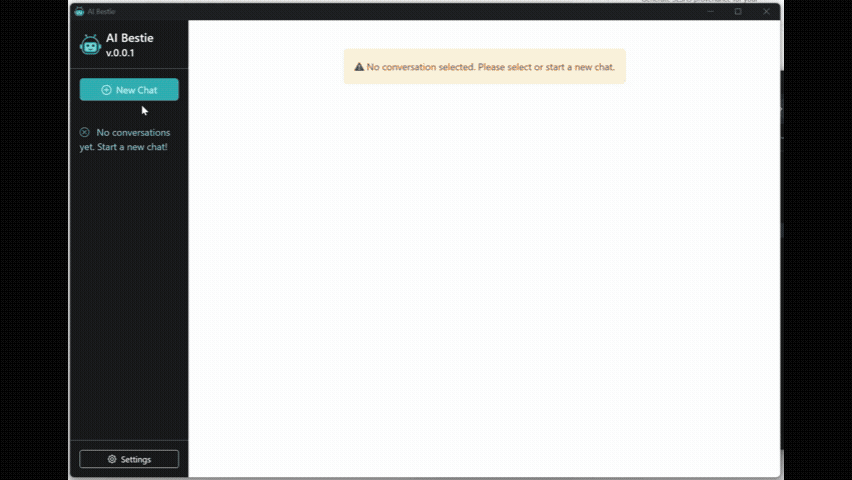 AI Bestie
AI Bestie
v.0.0.1
New Chat
No conversations
yet. Start a new chat!
No conversation selected. Please select or start a new chat.
Settings